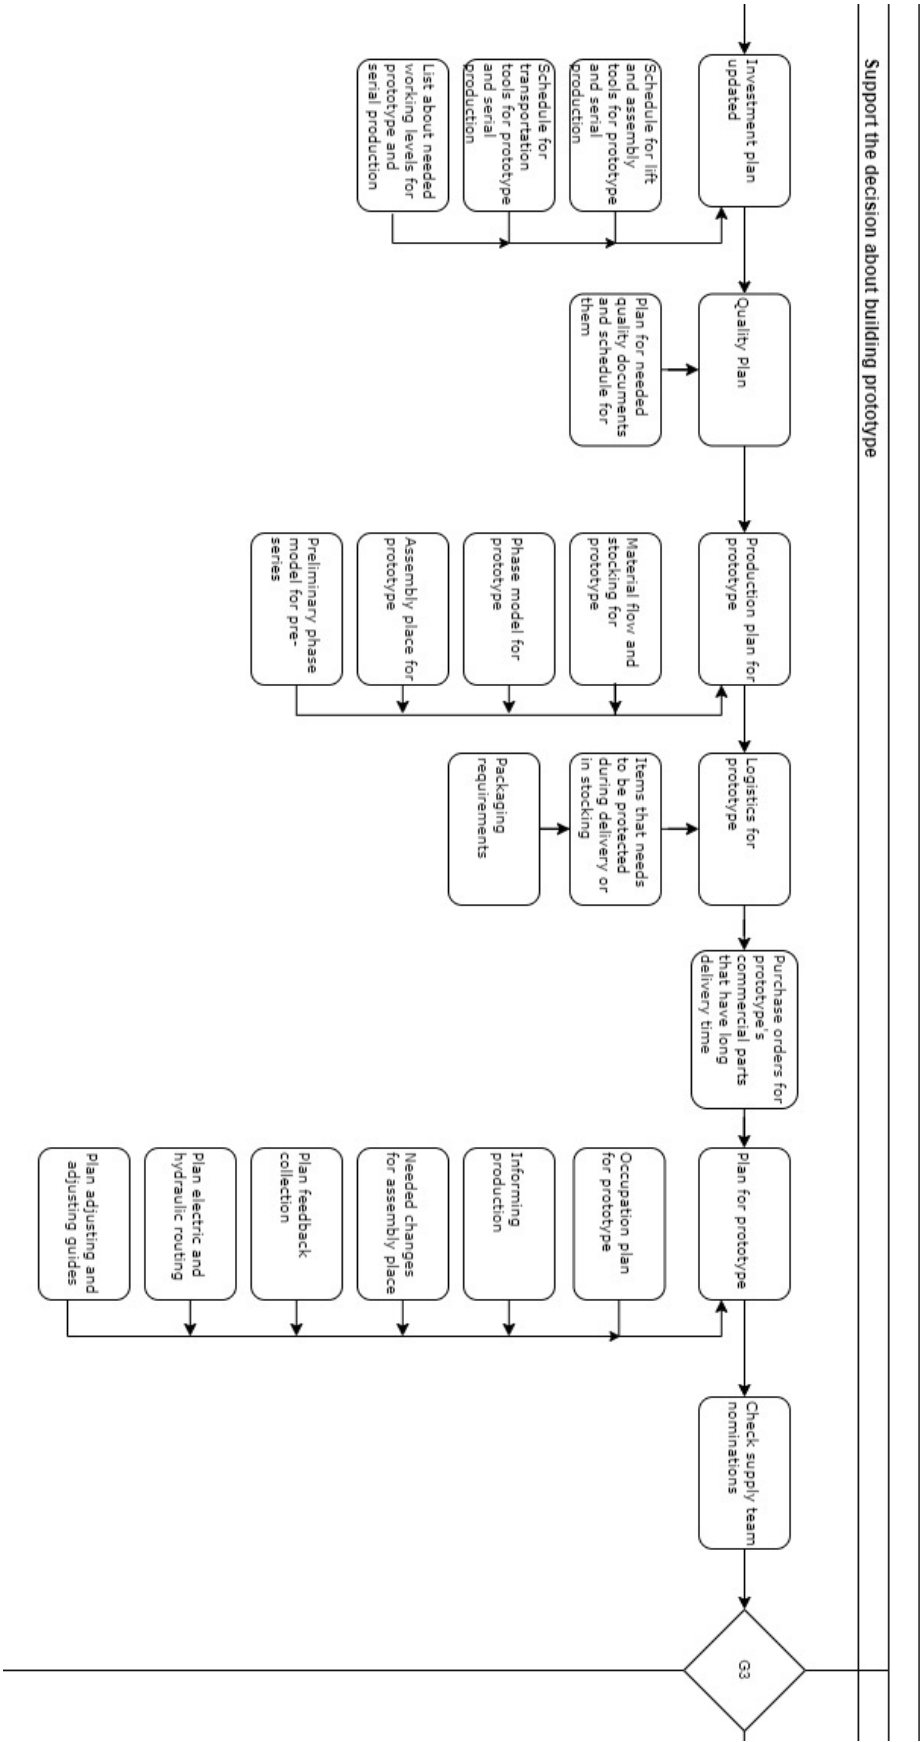 Support the decision about building prototype
Investment plan
updated
Schedule for lift
and assembly
tools for prototype
and serial
production
Schedule for
transportation
tools for prototype
and serial
production
List about needed
working levels for
prototype and
serial production
Quality Plan
Plan for needed
quality documents
and schedule for
them
Production plan for
prototype
Material flow and
stocking for
prototype
Phase model for
prototype
Assembly place for
prototype
Preliminary phase
model for pre-
series
Logistics for
prototype
Items that needs
to be protected
during delivery or
in stocking
Packaging
requirements
Purchase orders for
prototype's
commercial parts
that have long
delivery time
Plan for prototype
Occupation plan
for prototype
Informing
production
Needed changes
for assembly place
Plan feedback
collection
Plan electric and
hydraulic routing
Plan adjusting and
adjusting guides
Check supply team
nominations
G3